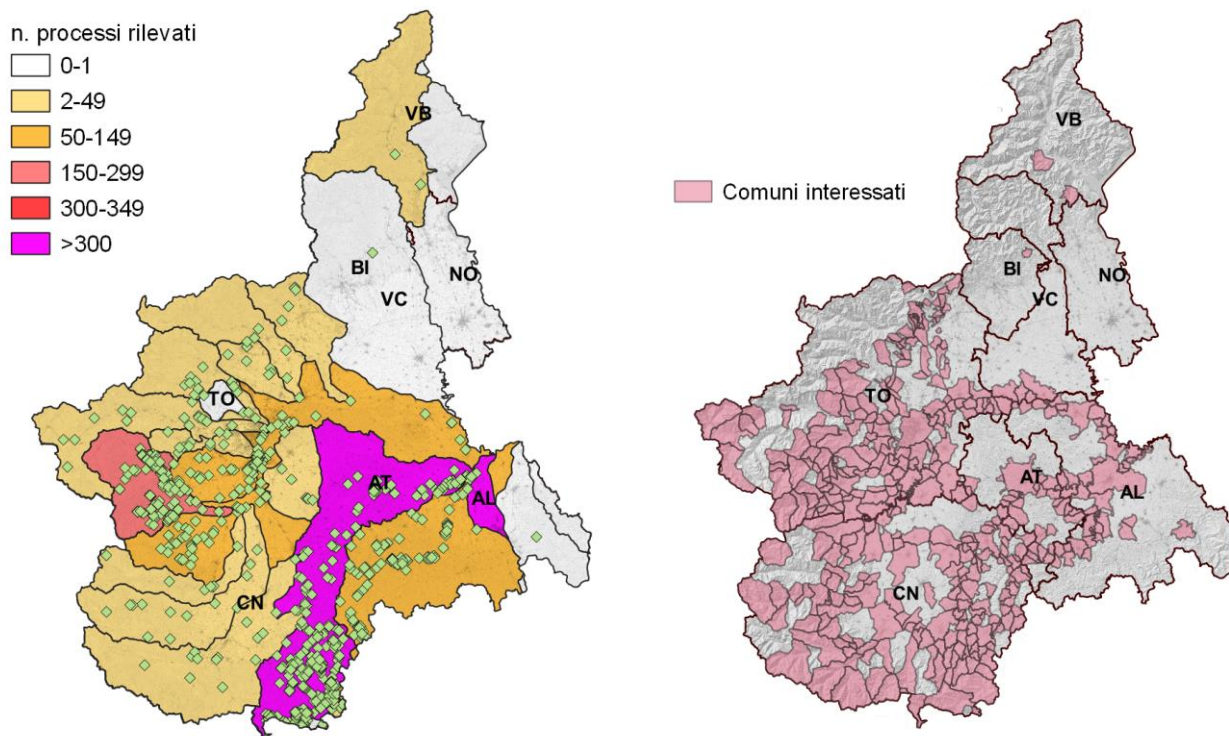 n. processi rilevati
0-1
2-49
50-149
150-299
300-349
>300
VB
BI
VC
NO
TO
AT
AL
CN
Comuni interessati
VB
BI
NO
VC
TO
AT
AL
CN